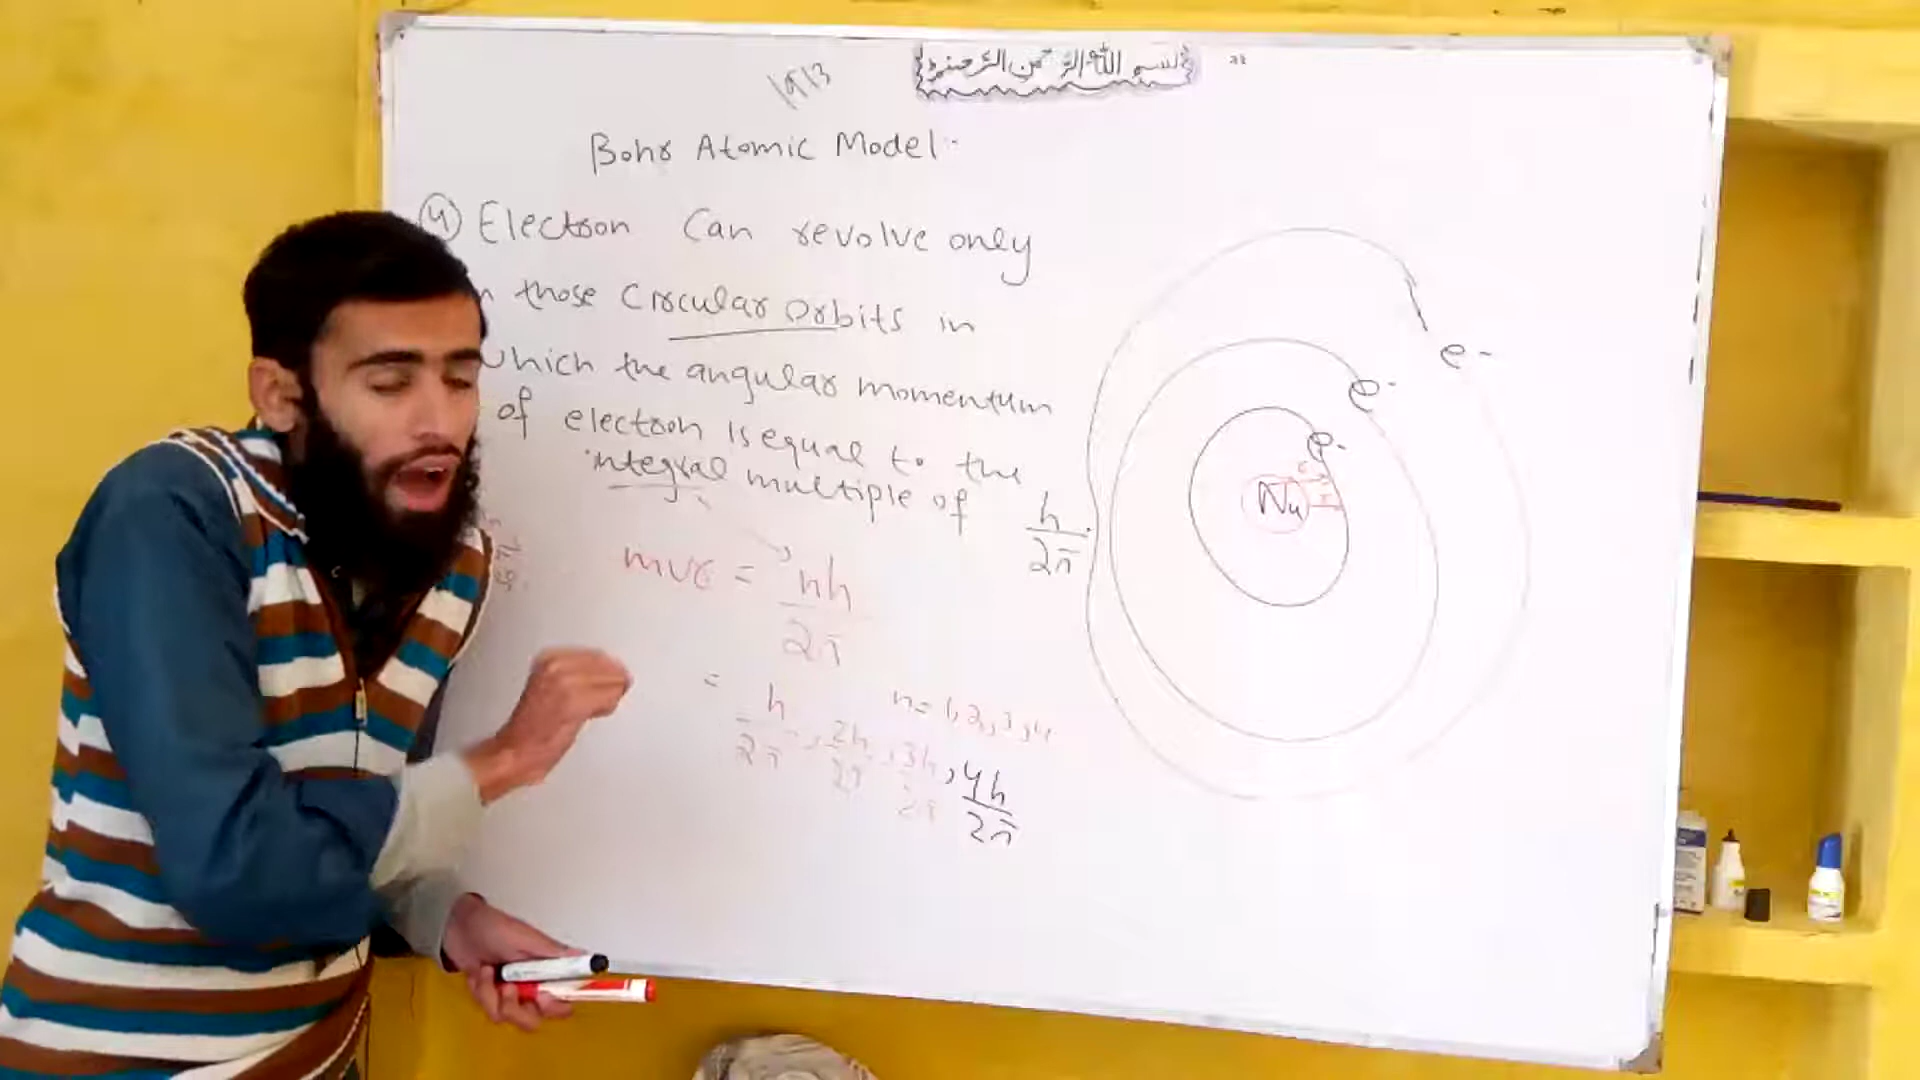 بسم الله الرحمن الرحيم
1913
Bohr Atomic Model:-
④ Electron Can revolve only
n those Circular Orbits in
which the angular momentum
of electron is equal to the
integral multiple of h/2π
mvr = nh/2π
n = 1, 2, 3, 4
= h/2π, 2h/2π, 3h/2π, 4h/2π
e-
e-
e-
Nu